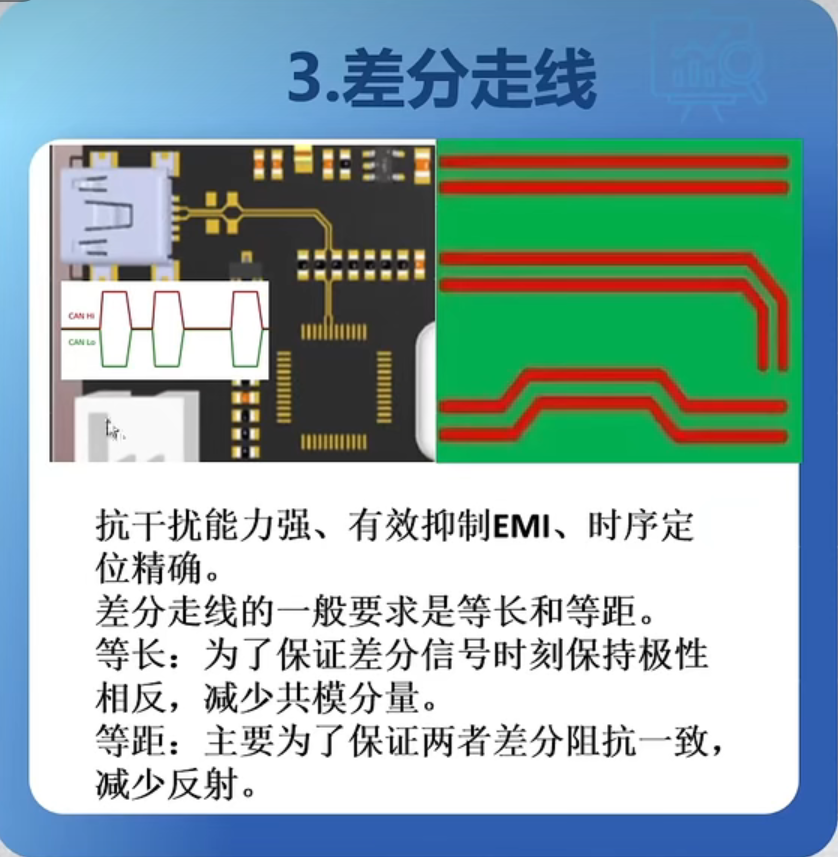 3.差分走线
CAN Hi
CAN Lo
抗干扰能力强、有效抑制EMI、时序定
位精确。
差分走线的一般要求是等长和等距。
等长：为了保证差分信号时刻保持极性
相反，减少共模分量。
等距：主要为了保证两者差分阻抗一致，
减少反射。